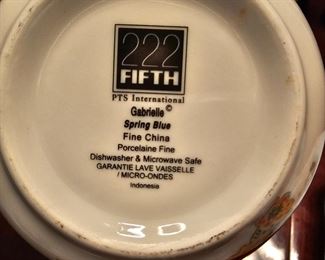 222
FIFTH
PTS International
Gabrielle©
Spring Blue
Fine China
Porcelaine Fine
Dishwasher & Microwave Safe
GARANTIE LAVE VAISSELLE
/ MICRO-ONDES
Indonesia